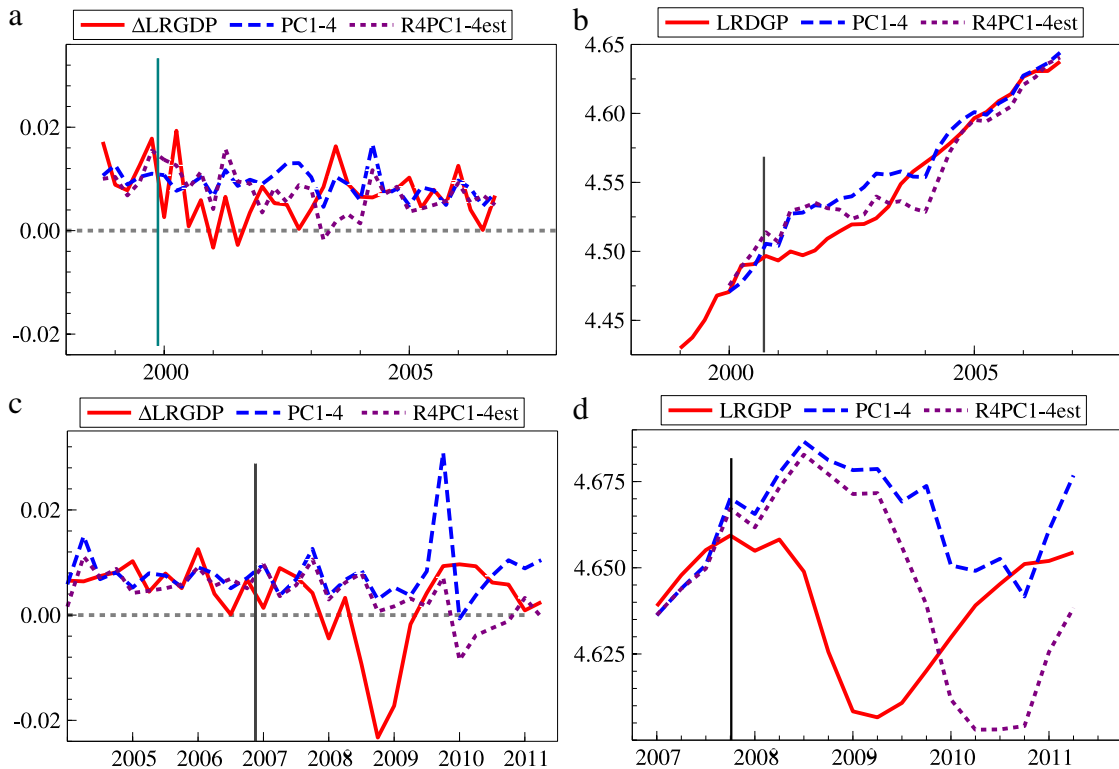 a
ΔLRGDP PC1-4 R4PC1-4est
0.02
0.00
-0.02
2000 2005
b
LRDGP PC1-4 R4PC1-4est
4.65
4.60
4.55
4.50
4.45
2000 2005
c
ΔLRGDP PC1-4 R4PC1-4est
0.02
0.00
-0.02
2005 2006 2007 2008 2009 2010 2011
d
LRGDP PC1-4 R4PC1-4est
4.675
4.650
4.625
2007 2008 2009 2010 2011